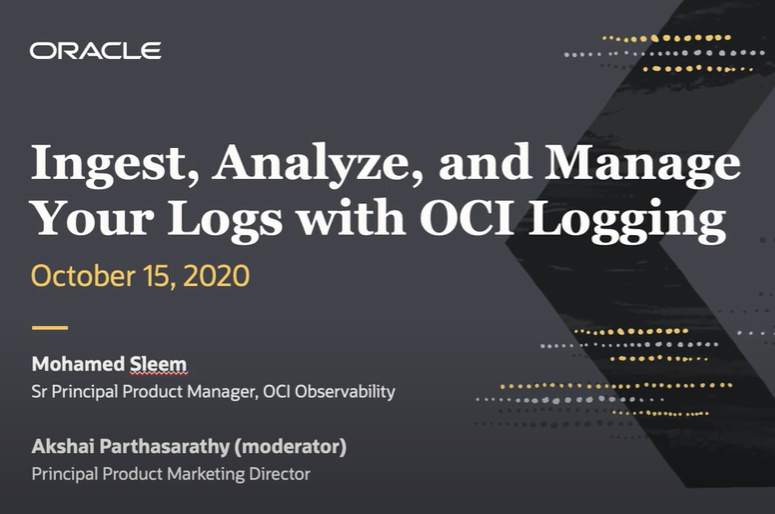 ORACLE
Ingest, Analyze, and Manage
Your Logs with OCI Logging
October 15, 2020
Mohamed Sleem
Sr Principal Product Manager, OCI Observability
Akshai Parthasarathy (moderator)
Principal Product Marketing Director